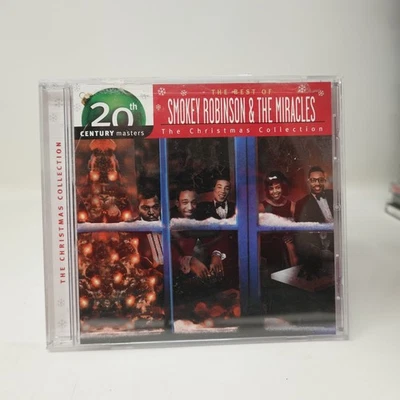 THE CHRISTMAS COLLECTION
20th
CENTURY masters
THE BEST OF
SMOKEY ROBINSON & THE MIRACLES
The Christmas Collection